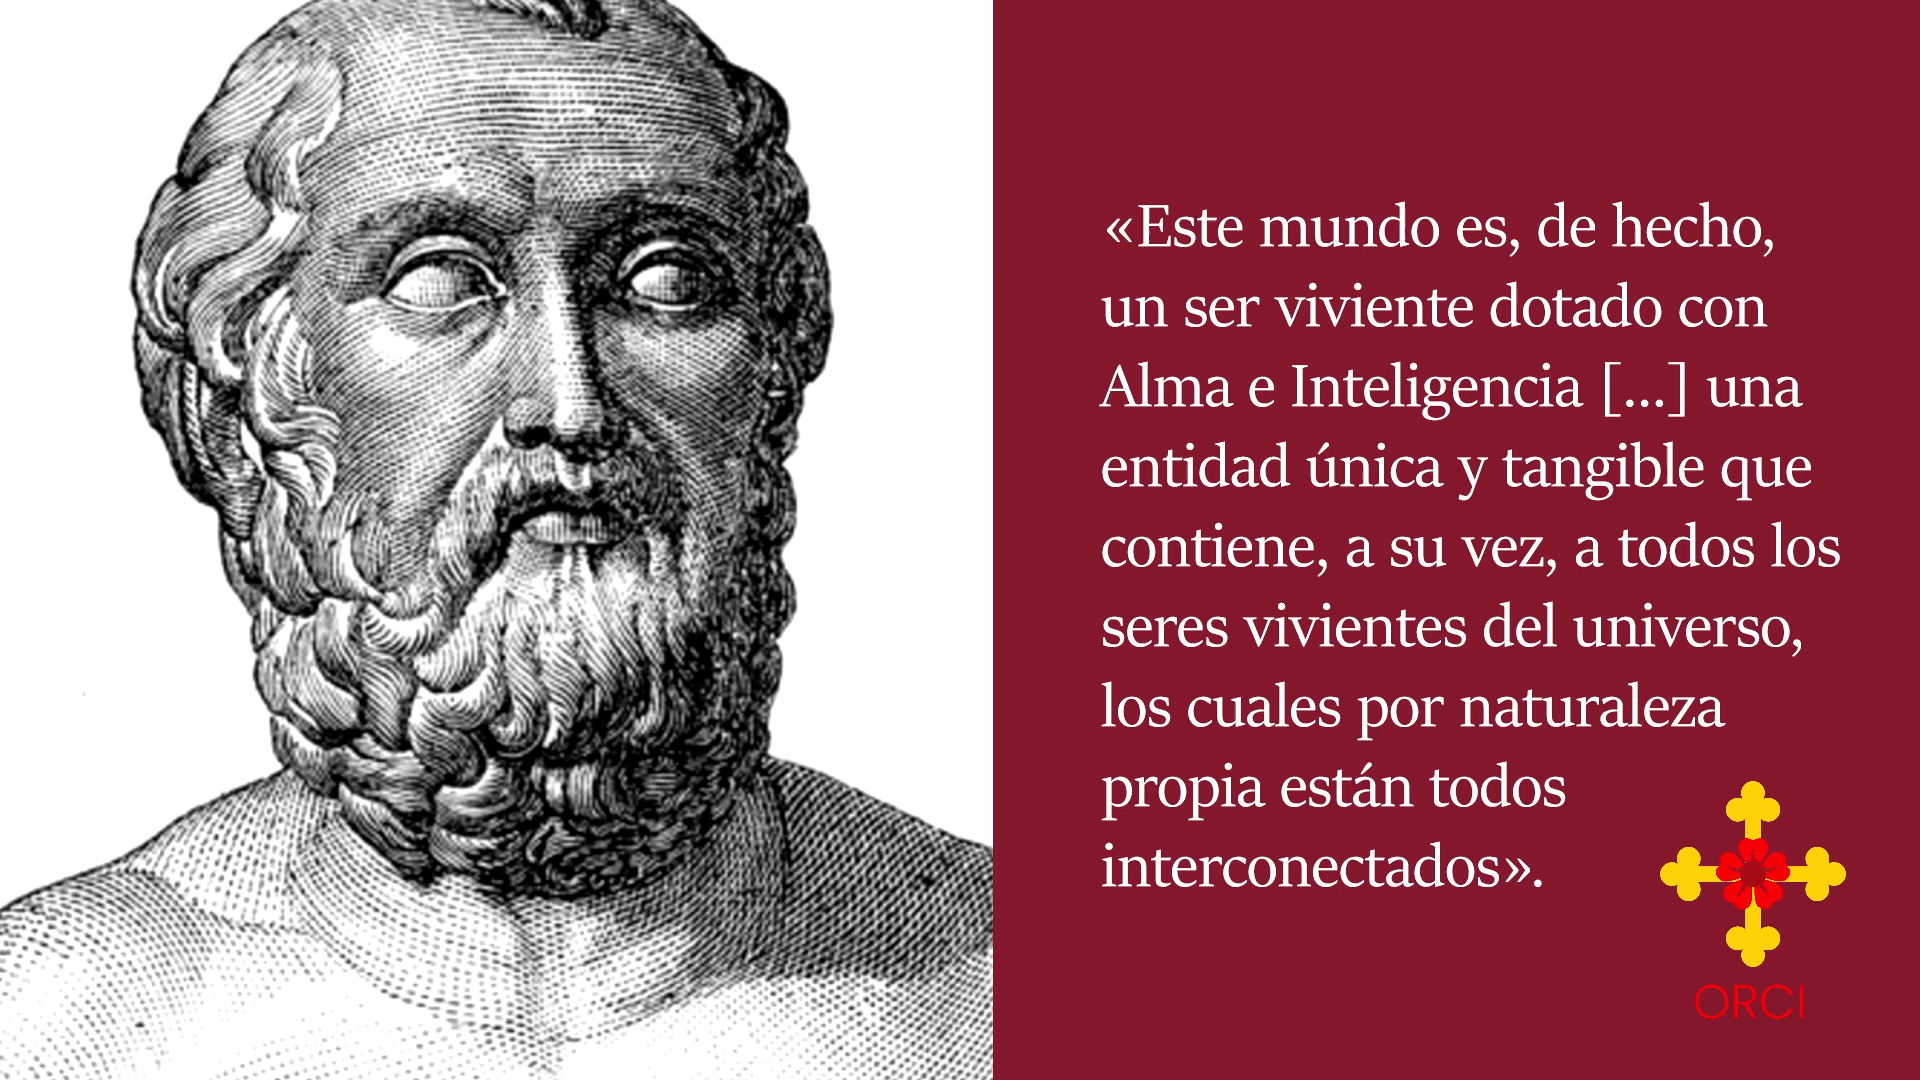 «Este mundo es, de hecho,
un ser viviente dotado con
Alma e Inteligencia [...] una
entidad única y tangible que
contiene, a su vez, a todos los
seres vivientes del universo,
los cuales por naturaleza
propia están todos
interconectados».
ORCI